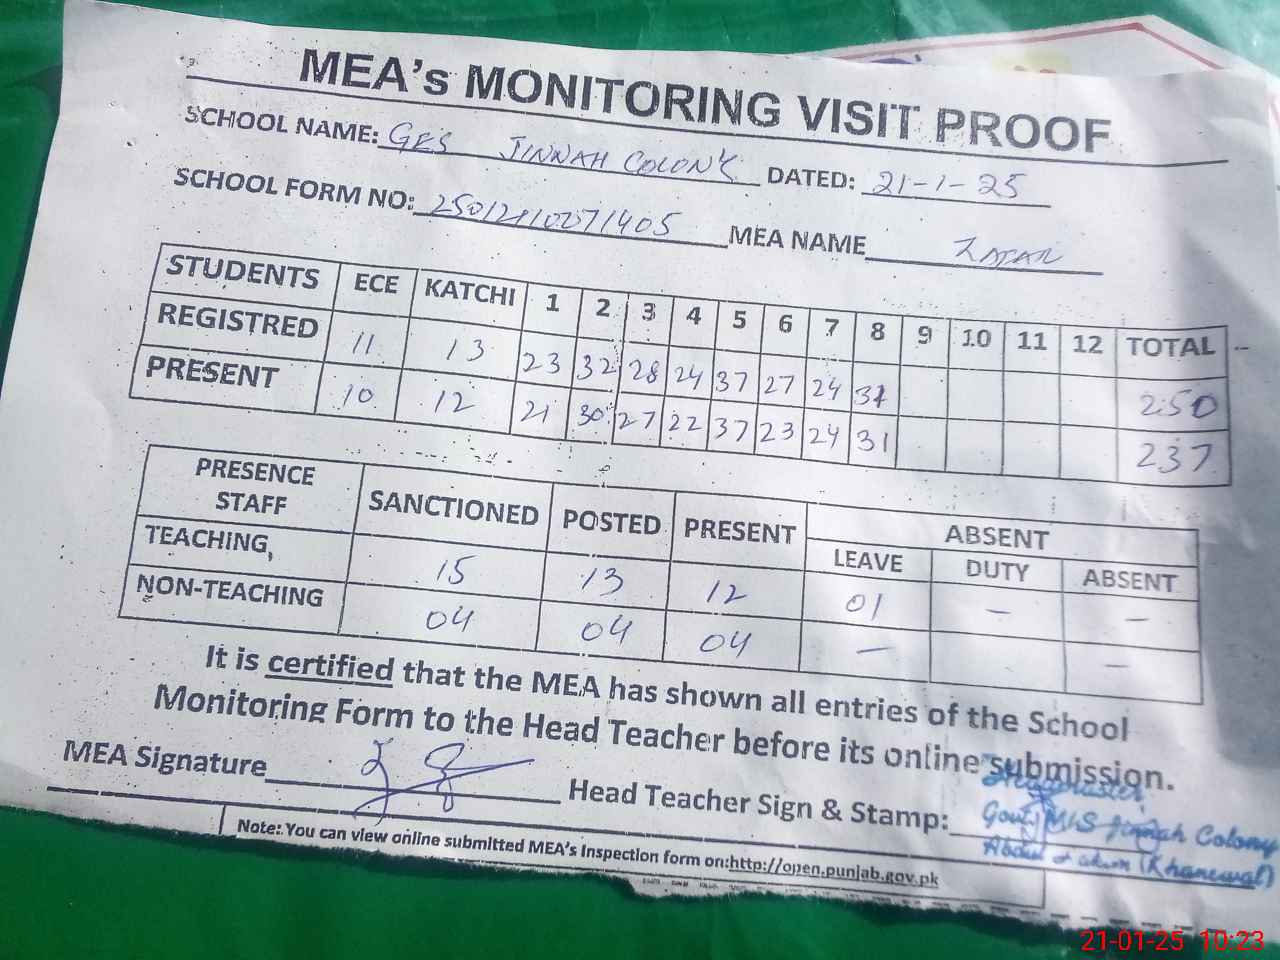 MEA's MONITORING VISIT PROOF
SCHOOL NAME: GES JINNAH COLONY DATED: 21-1-25
SCHOOL FORM NO: MEA NAME ZAFAR
STUDENTS ECE KATCHI 1 2 3 4 5 6 7 8 9 10 11 12 TOTAL
REGISTRED 11 13 23 32 28 24 37 27 24 31 250
PRESENT 10 12 21 30 27 22 37 23 24 31 237
PRESENCE STAFF SANCTIONED POSTED PRESENT ABSENT
LEAVE DUTY ABSENT
TEACHING, 15 13 12 01 - -
NON-TEACHING 04 04 04 - -
It is certified that the MEA has shown all entries of the School
Monitoring Form to the Head Teacher before its online submission.
MEA Signature Head Teacher Sign & Stamp:
Headmaster
Govt; M/S Jinnah Colony
Abdul Hakim (Khanewal)
Note: You can view online submitted MEA's Inspection form on:http://open.punjab.gov.pk
21-01-25 10:23